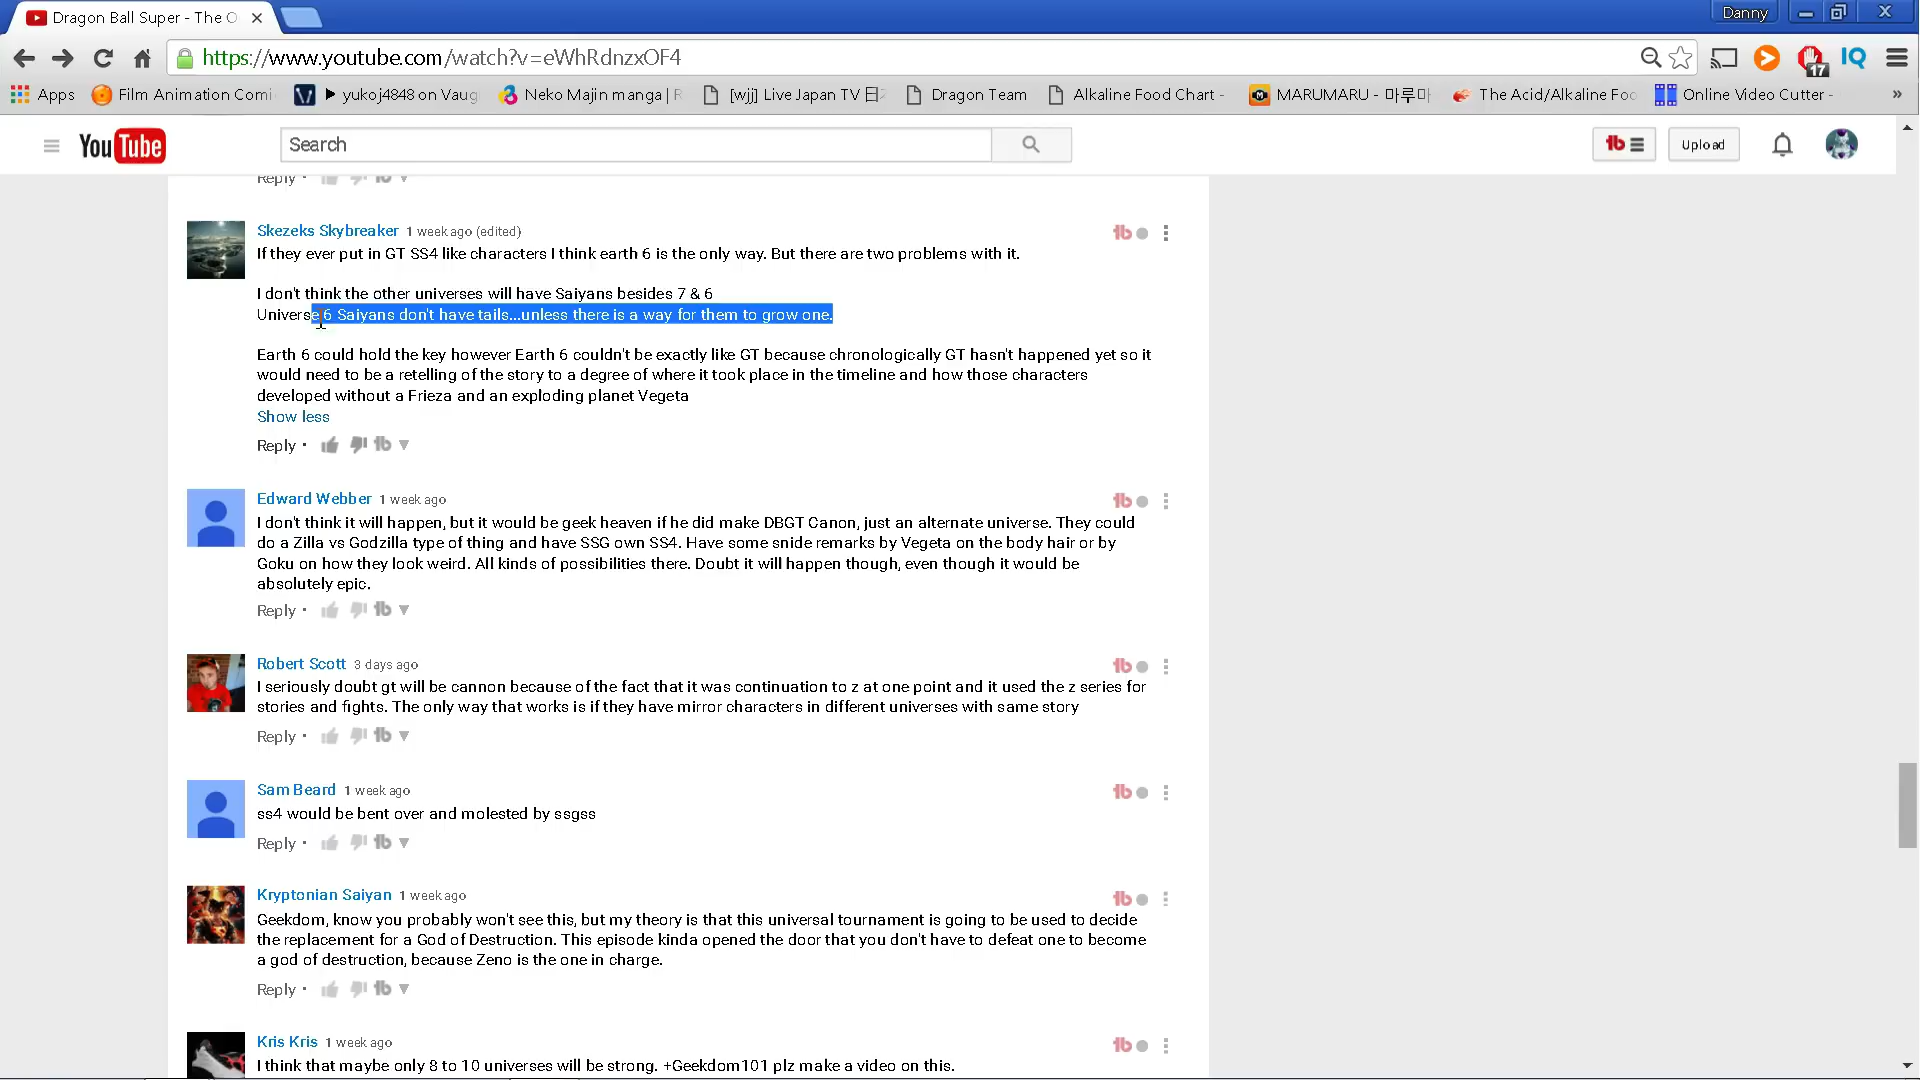 Dragon Ball Super - The O
Danny
https://www.youtube.com/watch?v=eWhRdnzxOF4
17
IQ
Apps
Film Animation Comi
▶ yukoj4848 on Vaug
Neko Majin manga | R
[wjj] Live Japan TV 日
Dragon Team
Alkaline Food Chart -
MARUMARU - 마루마
The Acid/Alkaline Foo
Online Video Cutter -
»
YouTube
Search
tb
Upload
Reply
Skezeks Skybreaker 1 week ago (edited)
If they ever put in GT SS4 like characters I think earth 6 is the only way. But there are two problems with it.
I don't think the other universes will have Saiyans besides 7 & 6
Universe 6 Saiyans don't have tails...unless there is a way for them to grow one.
Earth 6 could hold the key however Earth 6 couldn't be exactly like GT because chronologically GT hasn't happened yet so it
would need to be a retelling of the story to a degree of where it took place in the timeline and how those characters
developed without a Frieza and an exploding planet Vegeta
Show less
Reply •
Edward Webber 1 week ago
I don't think it will happen, but it would be geek heaven if he did make DBGT Canon, just an alternate universe. They could
do a Zilla vs Godzilla type of thing and have SSG own SS4. Have some snide remarks by Vegeta on the body hair or by
Goku on how they look weird. All kinds of possibilities there. Doubt it will happen though, even though it would be
absolutely epic.
Reply •
Robert Scott 3 days ago
I seriously doubt gt will be cannon because of the fact that it was continuation to z at one point and it used the z series for
stories and fights. The only way that works is if they have mirror characters in different universes with same story
Reply •
Sam Beard 1 week ago
ss4 would be bent over and molested by ssgss
Reply •
Kryptonian Saiyan 1 week ago
Geekdom, know you probably won't see this, but my theory is that this universal tournament is going to be used to decide
the replacement for a God of Destruction. This episode kinda opened the door that you don't have to defeat one to become
a god of destruction, because Zeno is the one in charge.
Reply •
Kris Kris 1 week ago
I think that maybe only 8 to 10 universes will be strong. +Geekdom101 plz make a video on this.